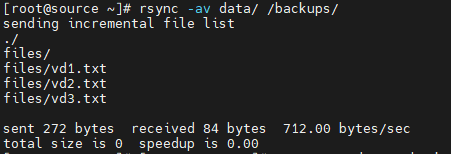 [root@source ~]# rsync -av data/ /backups/
sending incremental file list
./
files/
files/vd1.txt
files/vd2.txt
files/vd3.txt
sent 272 bytes  received 84 bytes  712.00 bytes/sec
total size is 0  speedup is 0.00